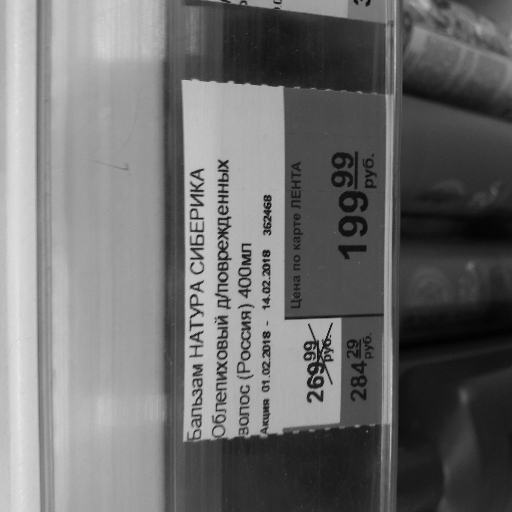 Бальзам НАТУРА СИБЕРИКА
Облепиховый д/поврежденных
волос (Россия) 400мл
Акция 01.02.2018 - 14.02.2018 362468
Цена по карте ЛЕНТА
199 99 руб.
269 99 руб.
284 29 руб.